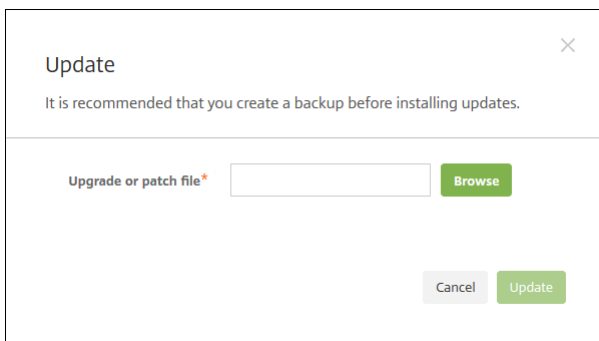 Update
It is recommended that you create a backup before installing updates.
Upgrade or patch file*
Browse
Cancel
Update